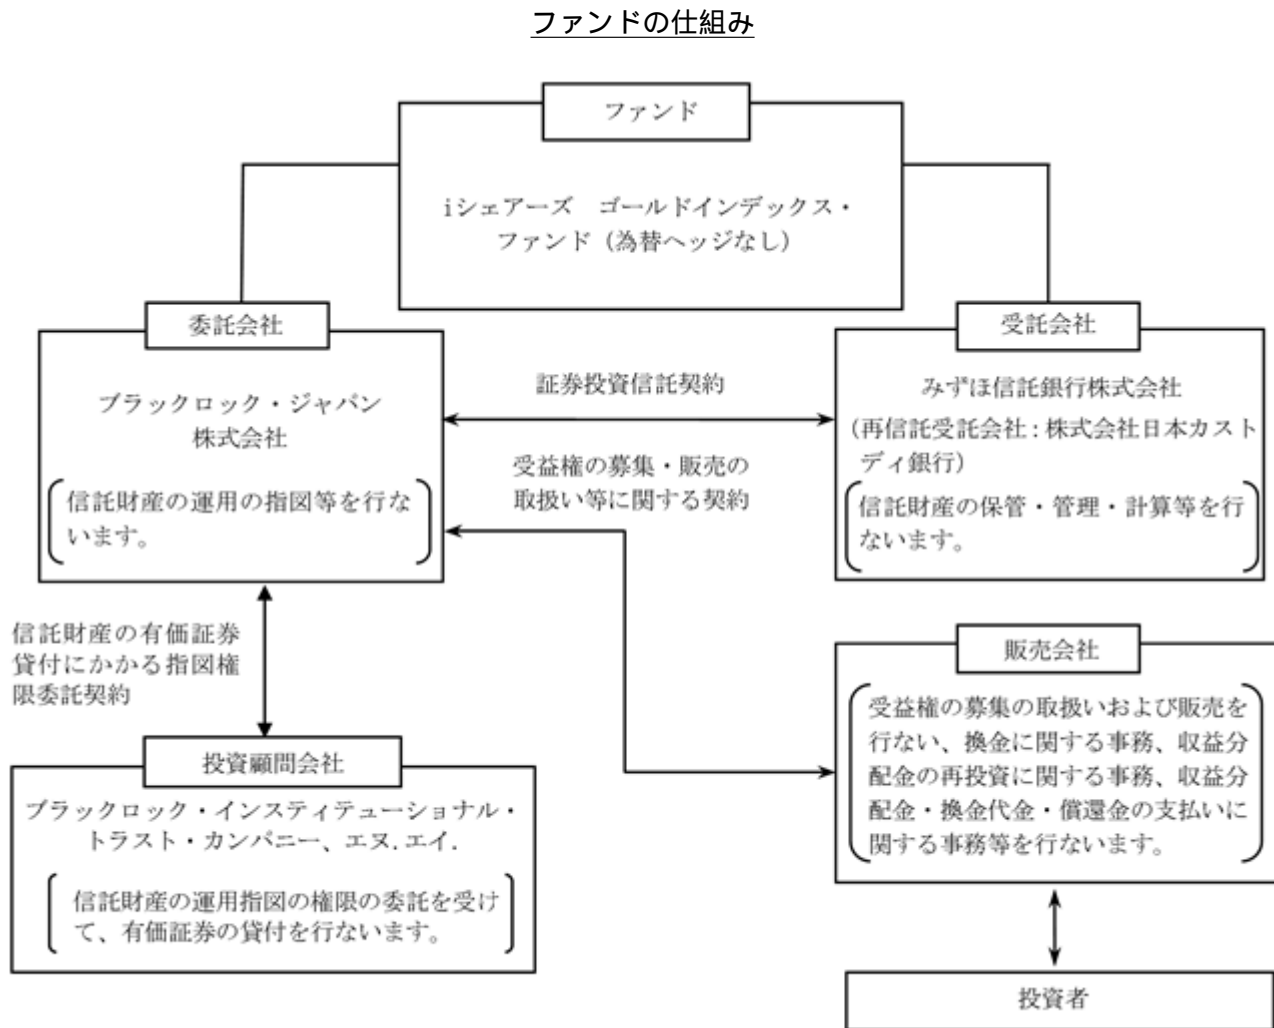 ファンドの仕組み
ファンド
iシェアーズ　ゴールドインデックス・
ファンド（為替ヘッジなし）
委託会社
ブラックロック・ジャパン
株式会社
信託財産の運用の指図等を行な
います。
証券投資信託契約
受益権の募集・販売の
取扱い等に関する契約
受託会社
みずほ信託銀行株式会社
（再信託受託会社：株式会社日本カスト
ディ銀行）
信託財産の保管・管理・計算等を行
ないます。
信託財産の有価証券
貸付にかかる指図権
限委託契約
投資顧問会社
ブラックロック・インスティテューショナル・
トラスト・カンパニー、エヌ．エイ．
信託財産の運用指図の権限の委託を受け
て、有価証券の貸付を行ないます。
販売会社
受益権の募集の取扱いおよび販売を
行ない、換金に関する事務、収益分
配金の再投資に関する事務、収益分
配金・換金代金・償還金の支払いに
関する事務等を行ないます。
投資者